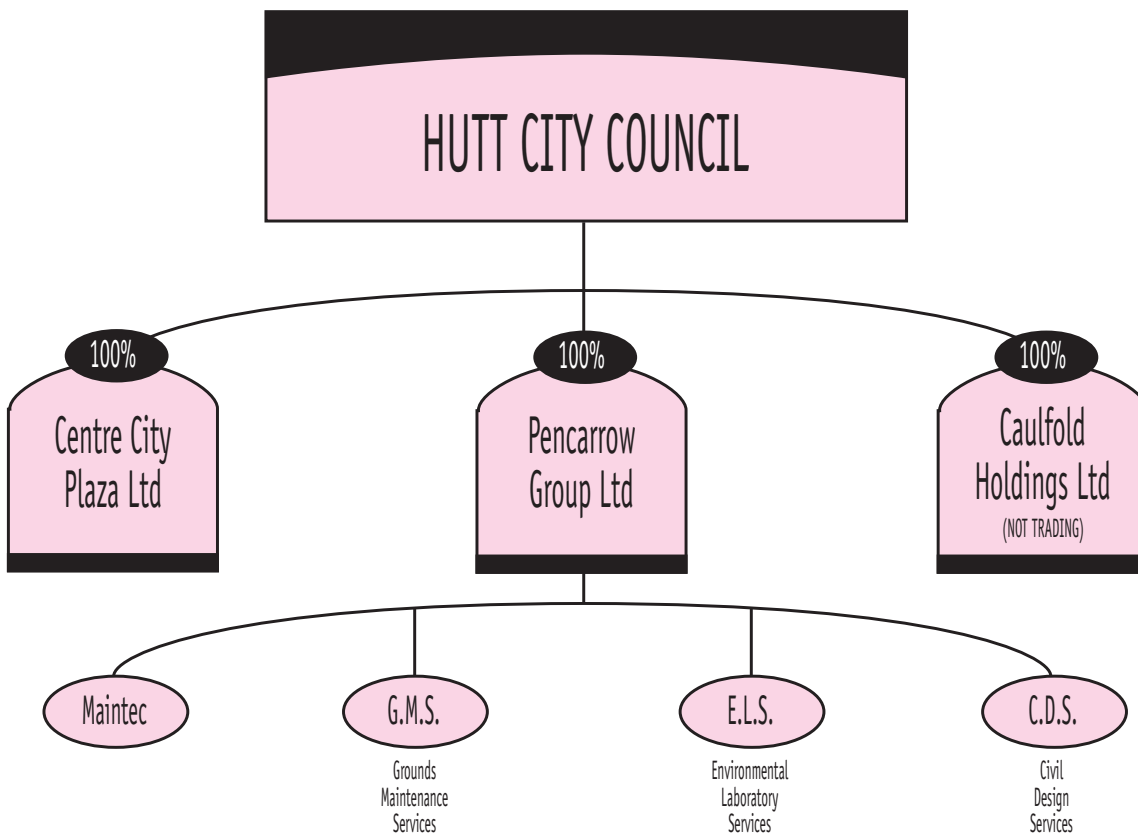 HUTT CITY COUNCIL
100%
Centre City
Plaza Ltd
100%
Pencarrow
Group Ltd
100%
Caulfold
Holdings Ltd
(NOT TRADING)
Maintec
G.M.S.
Grounds
Maintenance
Services
E.L.S.
Environmental
Laboratory
Services
C.D.S.
Civil
Design
Services